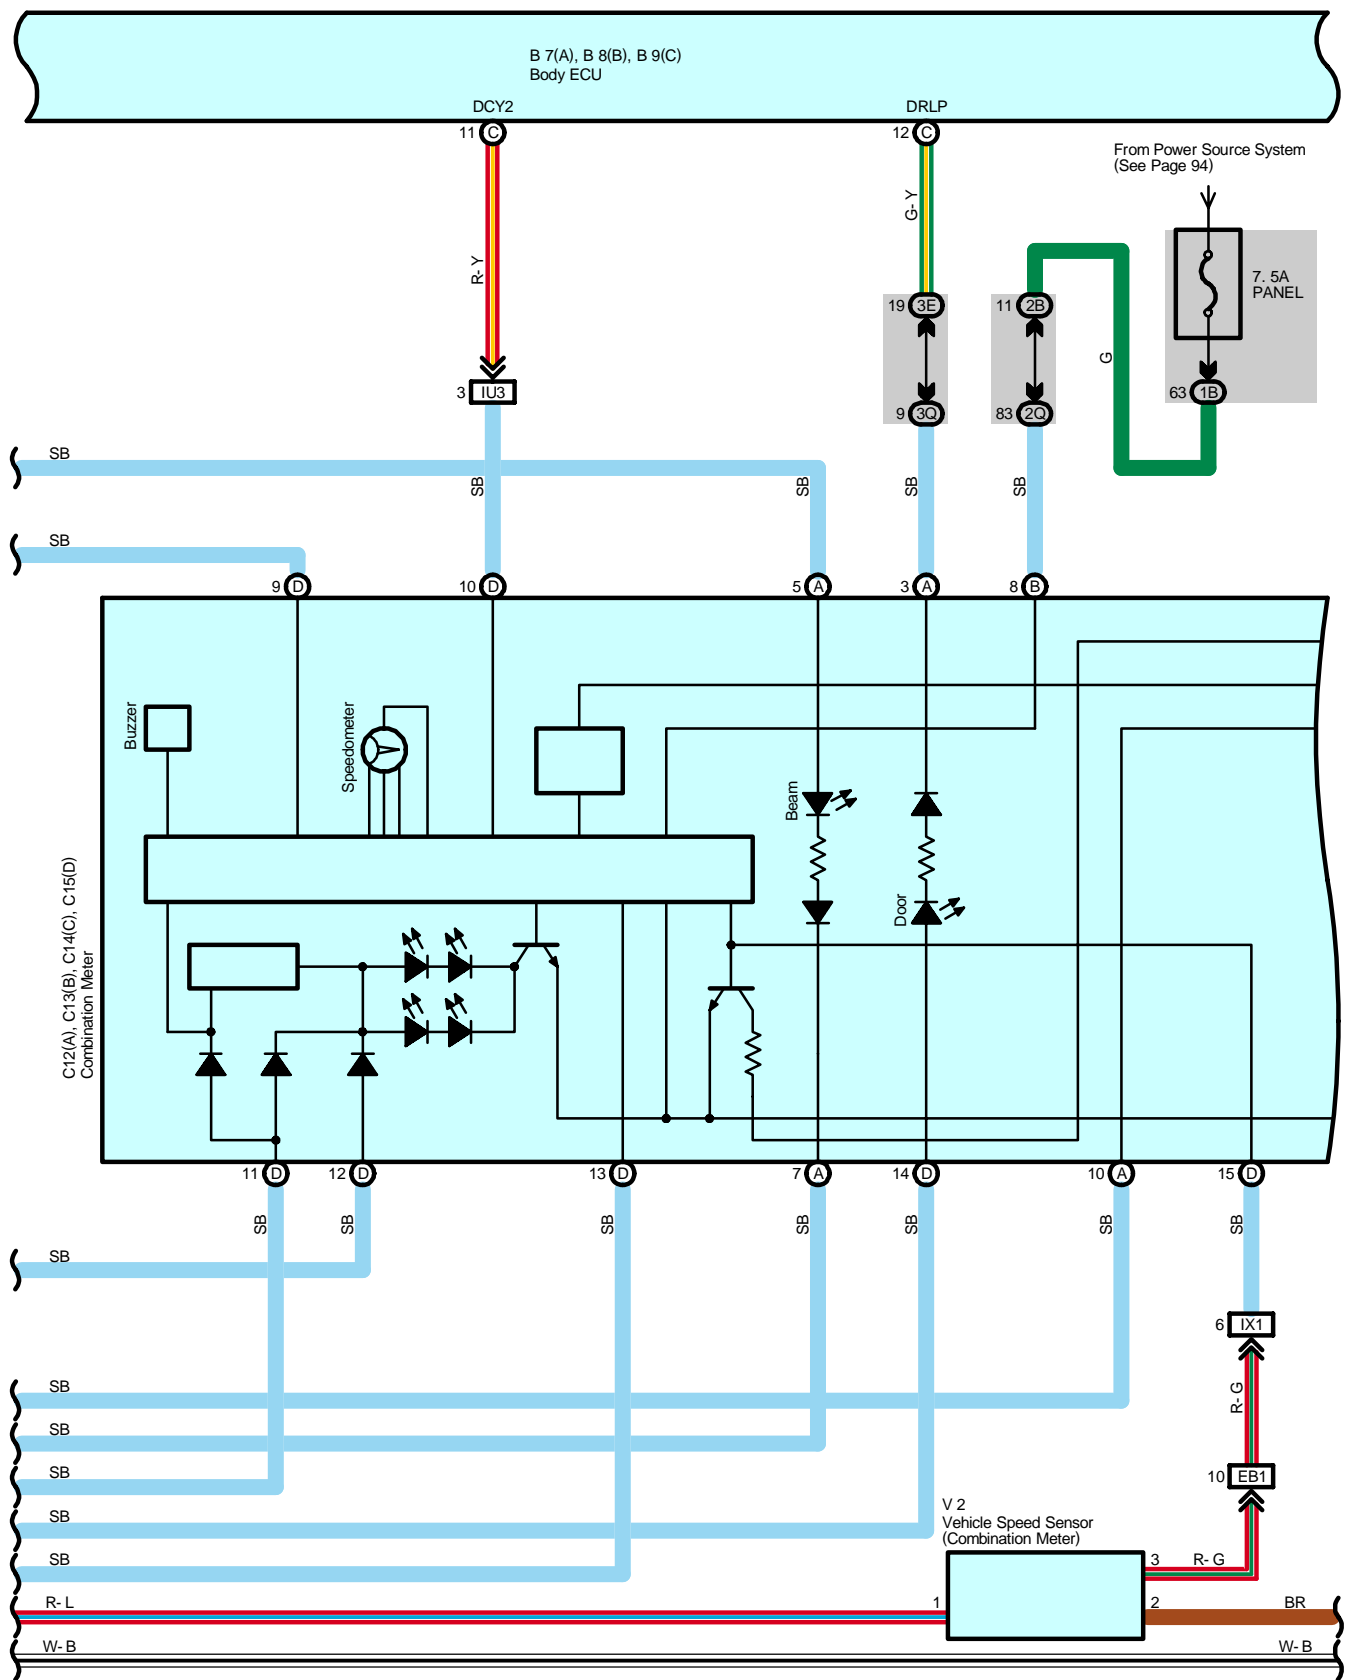 B 7(A), B 8(B), B 9(C)
Body ECU
DCY2
DRLP
11 C
12 C
From Power Source System
(See Page 94)
R- Y
G- Y
7. 5A
PANEL
19 3E
11 2B
G
3 IU3
63 1B
9 3Q
83 2Q
SB
SB
SB
SB
SB
SB
9 D
10 D
5 A
3 A
8 B
Buzzer
Speedometer
Beam
Door
C12(A), C13(B), C14(C), C15(D)
Combination Meter
11 D
12 D
13 D
7 A
14 D
10 A
15 D
SB
SB
SB
SB
SB
SB
SB
SB
6 IX1
SB
R- G
SB
10 EB1
SB
V 2
Vehicle Speed Sensor
(Combination Meter)
SB
SB
3
R- G
R- L
1
2
BR
W- B
W- B